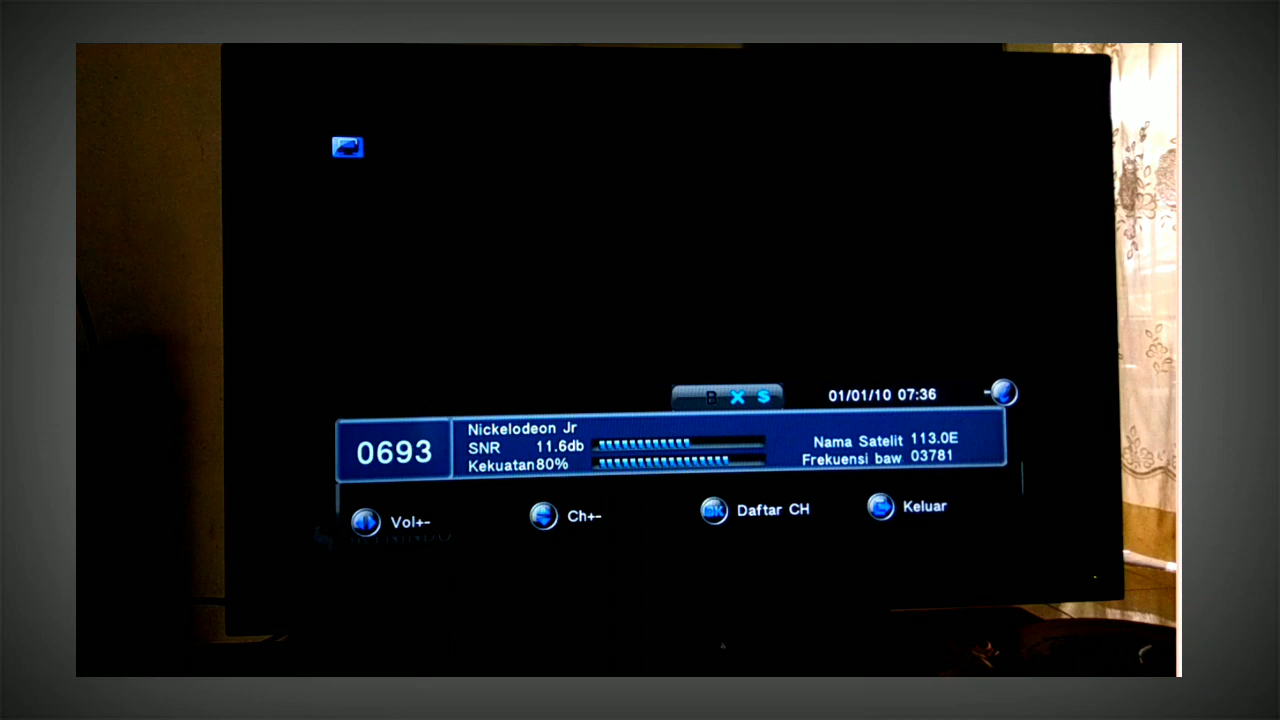 B X $
01/01/10 07:36
0693
Nickelodeon Jr
SNR 11.6db
Kekuatan80%
Nama Satelit 113.0E
Frekuensi baw 03781
Vol+-
Ch+-
OK Daftar CH
Keluar